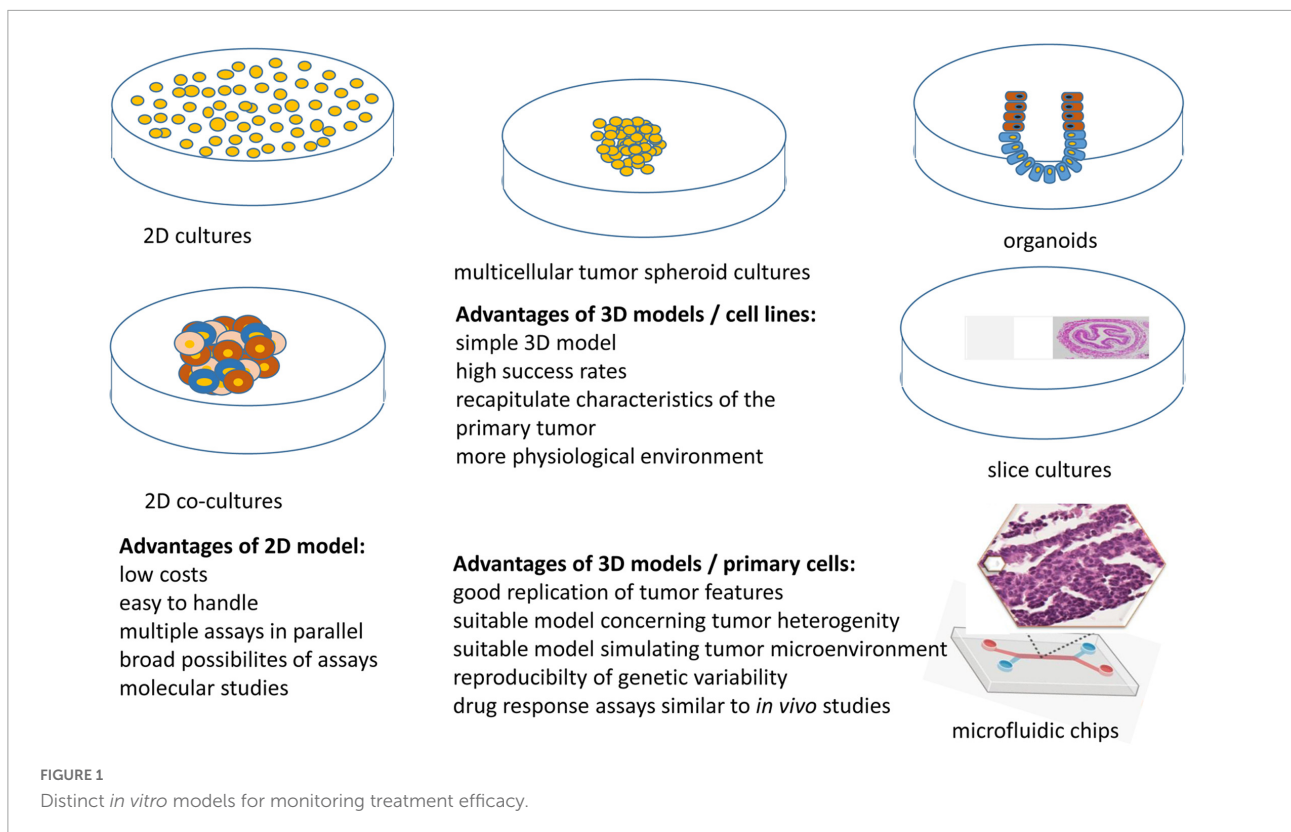 2D cultures
2D co-cultures
Advantages of 2D model:
low costs
easy to handle
multiple assays in parallel
broad possibilites of assays
molecular studies
multicellular tumor spheroid cultures
Advantages of 3D models / cell lines:
simple 3D model
high success rates
recapitulate characteristics of the
primary tumor
more physiological environment
Advantages of 3D models / primary cells:
good replication of tumor features
suitable model concerning tumor heterogenity
suitable model simulating tumor microenvironment
reproducibilty of genetic variability
drug response assays similar to in vivo studies
organoids
slice cultures
microfluidic chips
FIGURE 1
Distinct in vitro models for monitoring treatment efficacy.